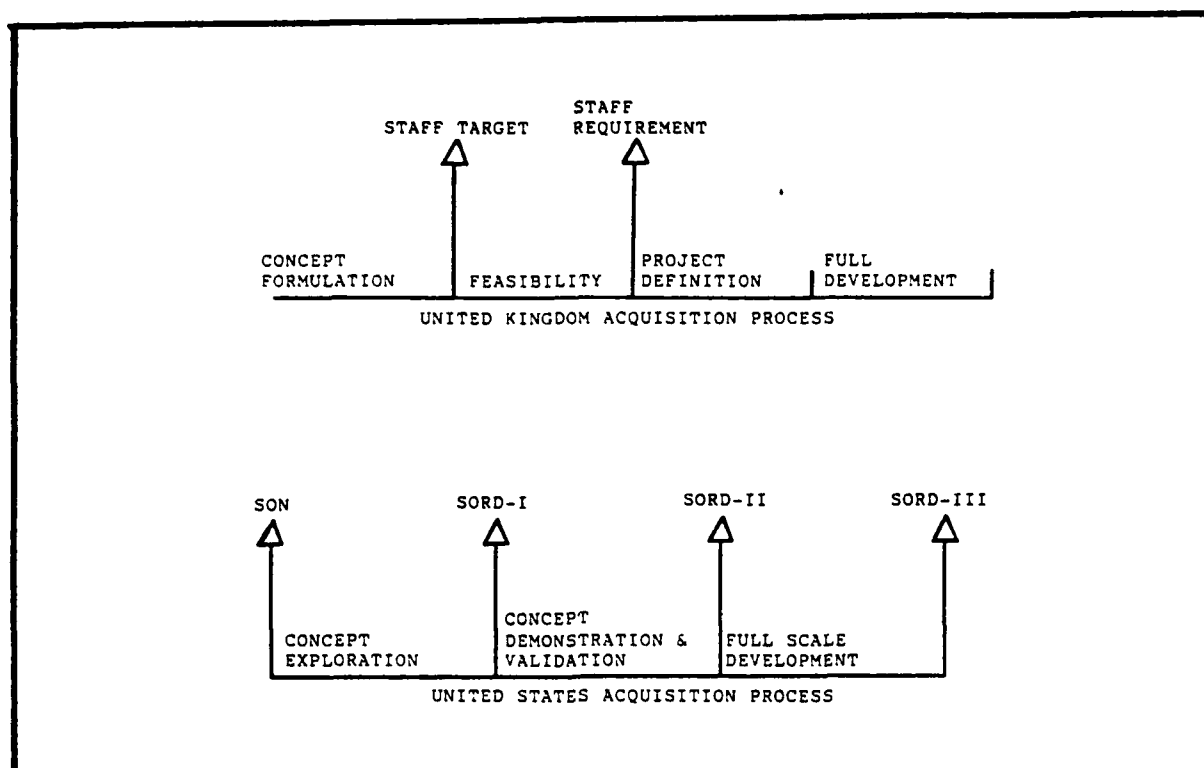 STAFF TARGET
STAFF
REQUIREMENT
CONCEPT
FORMULATION
FEASIBILITY
PROJECT
DEFINITION
FULL
DEVELOPMENT
UNITED KINGDOM ACQUISITION PROCESS
SON
SORD-I
SORD-II
SORD-III
CONCEPT
EXPLORATION
CONCEPT
DEMONSTRATION &
VALIDATION
FULL SCALE
DEVELOPMENT
UNITED STATES ACQUISITION PROCESS